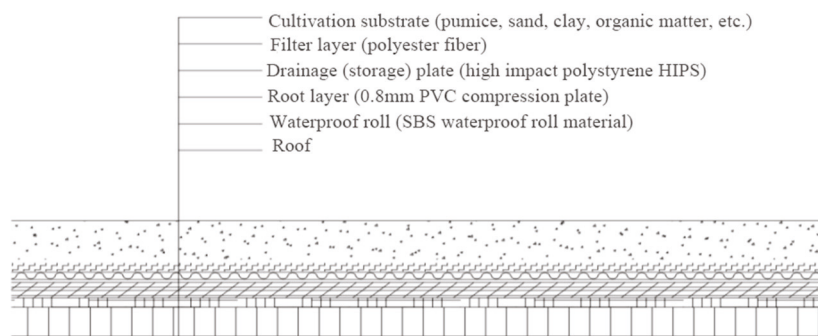 Cultivation substrate (pumice, sand, clay, organic matter, etc.)
Filter layer (polyester fiber)
Drainage (storage) plate (high impact polystyrene HIPS)
Root layer (0.8mm PVC compression plate)
Waterproof roll (SBS waterproof roll material)
Roof